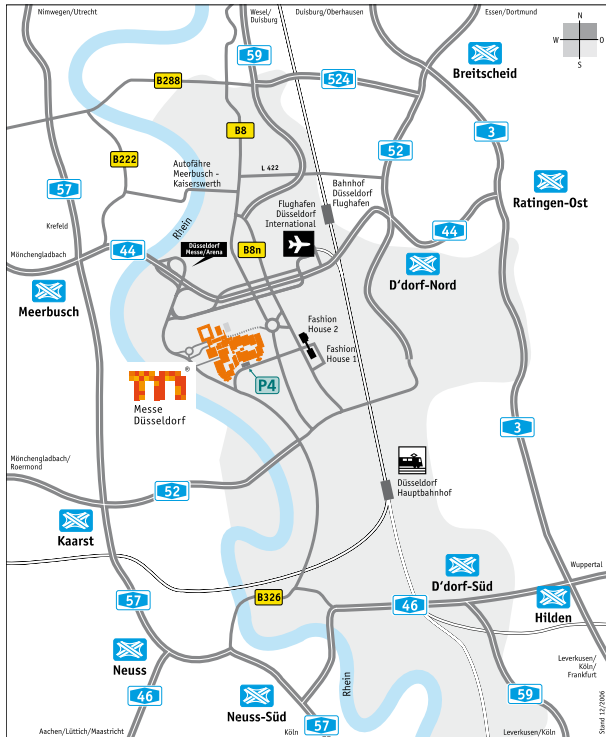 Nimwegen/Utrecht
Wesel/
Duisburg
Duisburg/Oberhausen
Essen/Dortmund
N
W
O
S
59
Breitscheid
B288
524
B8
3
B222
52
L 422
Autofähre
Meerbusch -
Kaiserswerth
Bahnhof
Düsseldorf
Flughafen
57
Ratingen-Ost
Flughafen
Düsseldorf
International
Krefeld
Rhein
44
Mönchengladbach
44
Düsseldorf
Messe/Arena
B8n
D'dorf-Nord
Meerbusch
Fashion
House 2
Fashion
House 1
P4
®
Messe
Düsseldorf
3
Mönchengladbach/
Roermond
52
Düsseldorf
Hauptbahnhof
Kaarst
Wuppertal
D'dorf-Süd
57
B326
46
Hilden
Neuss
Leverkusen/
Köln/
Frankfurt
46
Rhein
59
Neuss-Süd
57
Stand 12/2006
Aachen/Lüttich/Maastricht
Köln
Leverkusen/Köln